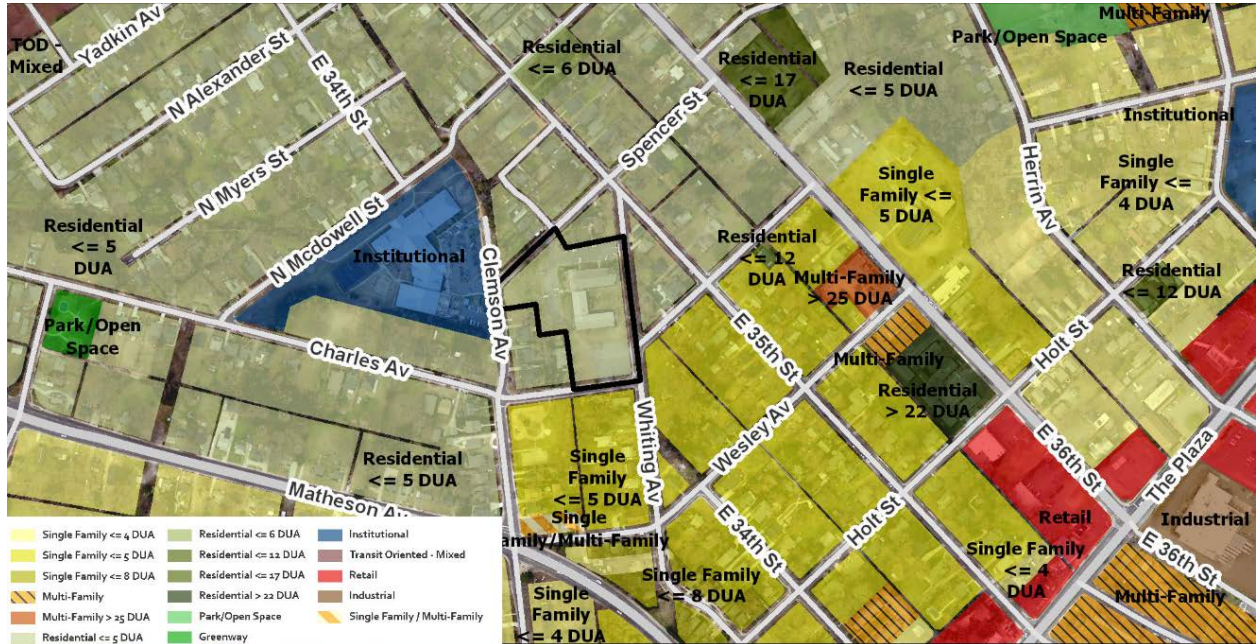 TOD -
Mixed
Yadkin Av
N Alexander St
E 34th St
N Myers St
N Mcdowell St
Residential
<= 6 DUA
Residential
<= 17
DUA
Residential
<= 5 DUA
Park/Open Space
Multi-Family
Institutional
Spencer St
Herrin Av
Single
Family <=
5 DUA
Single
Family <=
4 DUA
Residential
<= 5
DUA
Institutional
Clemson Av
Residential
<= 12
DUA
Multi-Family
> 25 DUA
Residential
<= 12 DUA
Park/Open
Space
Charles Av
E 35th St
Holt St
Multi-Family
Residential
> 22 DUA
Whiting Av
Wesley Av
E 36th St
The Plaza
Residential
<= 5 DUA
Matheson Av
Single
Family
<= 5 DUA
Single
Family/Multi-Family
E 34th St
Holt St
Retail
Industrial
E 36th St
Single Family
<= 8 DUA
Single Family
<= 4
DUA
Multi-Family
Single
Family
<= 4 DUA
Single Family <= 4 DUA
Single Family <= 5 DUA
Single Family <= 8 DUA
Multi-Family
Multi-Family > 25 DUA
Residential <= 5 DUA
Residential <= 6 DUA
Residential <= 12 DUA
Residential <= 17 DUA
Residential > 22 DUA
Park/Open Space
Greenway
Institutional
Transit Oriented - Mixed
Retail
Industrial
Single Family / Multi-Family